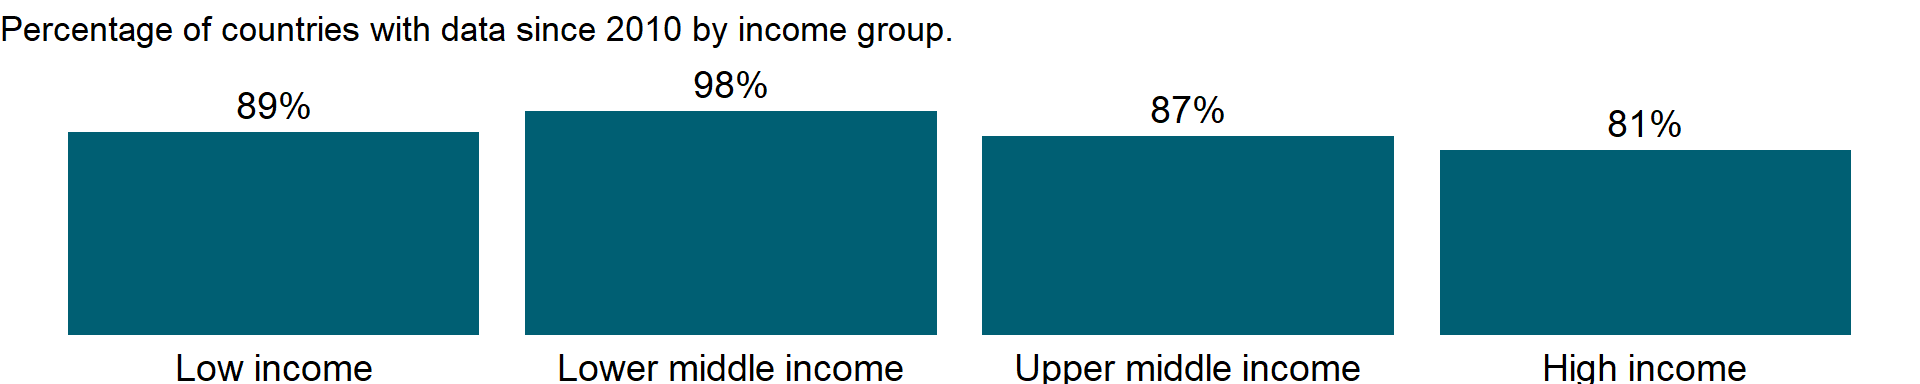 Percentage of countries with data since 2010 by income group.
98%
89%
87%
81%
Low income
Lower middle income
Upper middle income
High income